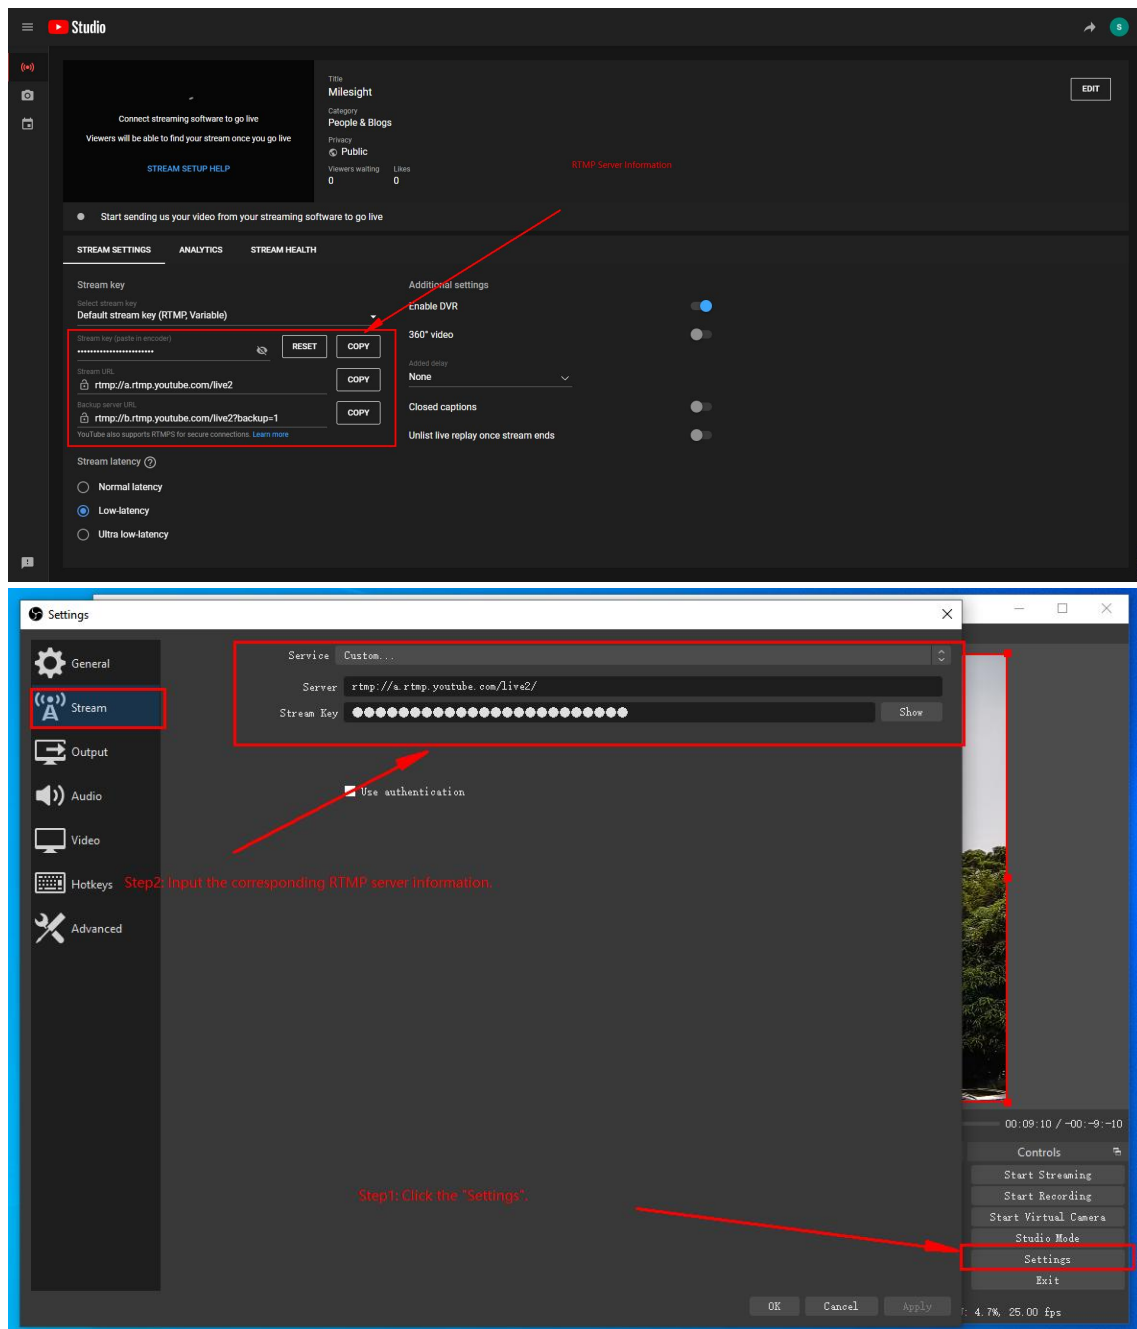 Studio
S
Connect streaming software to go live
Viewers will be able to find your stream once you go live
STREAM SETUP HELP
Title
Milesight
Category
People & Blogs
Privacy
Public
Viewers waiting Likes
0 0
EDIT
RTMP Server Information
Start sending us your video from your streaming software to go live
STREAM SETTINGS ANALYTICS STREAM HEALTH
Stream key
Select stream key
Default stream key (RTMP, Variable)
Stream key (paste in encoder)
RESET COPY
Stream URL
rtmp://a.rtmp.youtube.com/live2
COPY
Backup server URL
rtmp://b.rtmp.youtube.com/live2?backup=1
COPY
YouTube also supports RTMPS for secure connections. Learn more
Stream latency
Normal latency
Low-latency
Ultra low-latency
Additional settings
Enable DVR
360° video
Added delay
None
Closed captions
Unlist live replay once stream ends
Settings
General
Stream
Output
Audio
Video
Hotkeys
Advanced
Service Custom...
Server rtmp://a.rtmp.youtube.com/live2/
Stream Key
Show
Use authentication
Step2: Input the corresponding RTMP server information.
Step1: Click the "Settings".
00:09:10 / -00:-9:-10
Controls
Start Streaming
Start Recording
Start Virtual Camera
Studio Mode
Settings
Exit
OK Cancel Apply
4.7%, 25.00 fps